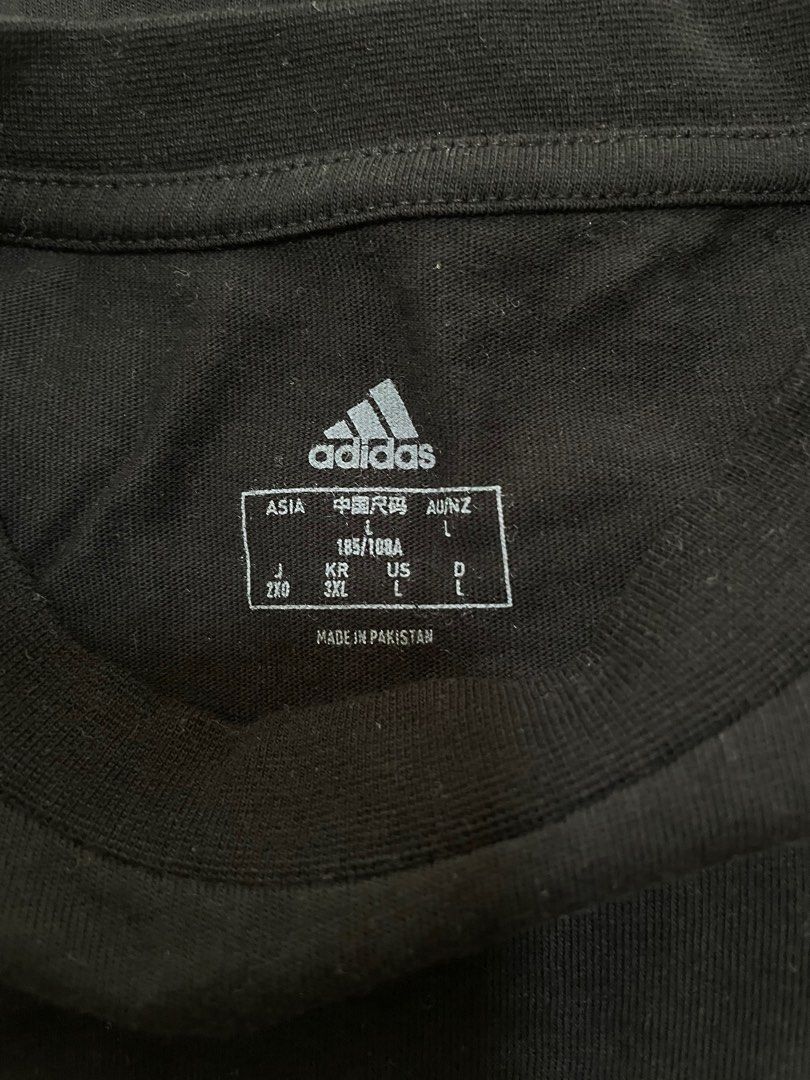 adidas
ASIA 中国尺码 AU/NZ
L L
185/108A
J KR US D
2XO 3XL L L
MADE IN PAKISTAN